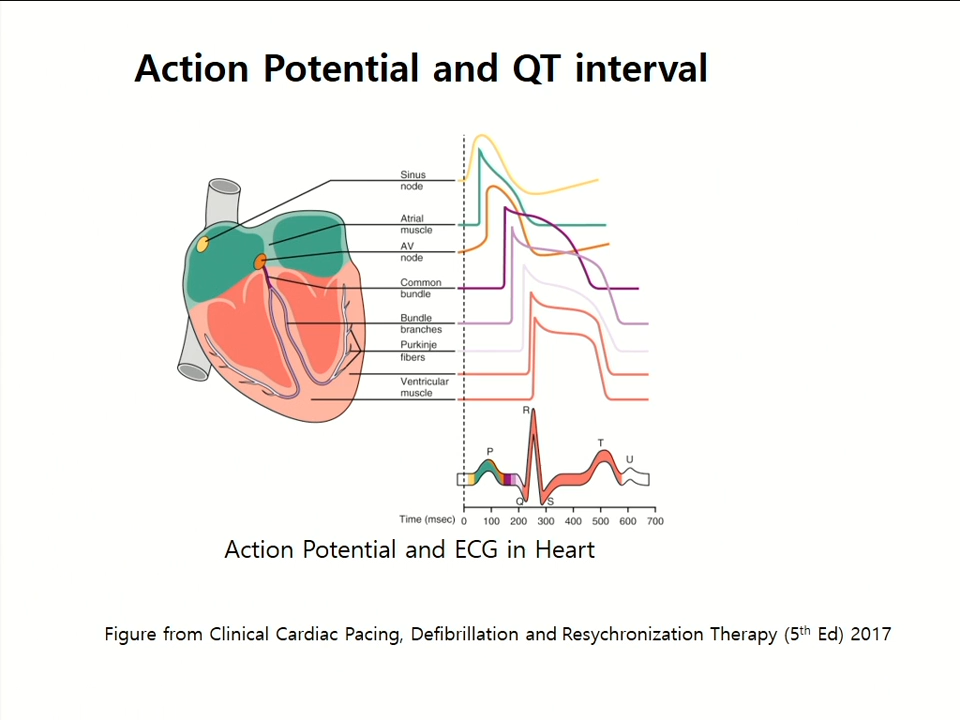 Action Potential and QT interval
Sinus
node
Atrial
muscle
AV
node
Common
bundle
Bundle
branches
Purkinje
fibers
Ventricular
muscle
R
P
T
U
Q
S
Time (msec) 0 100 200 300 400 500 600 700
Action Potential and ECG in Heart
Figure from Clinical Cardiac Pacing, Defibrillation and Resychronization Therapy (5th Ed) 2017